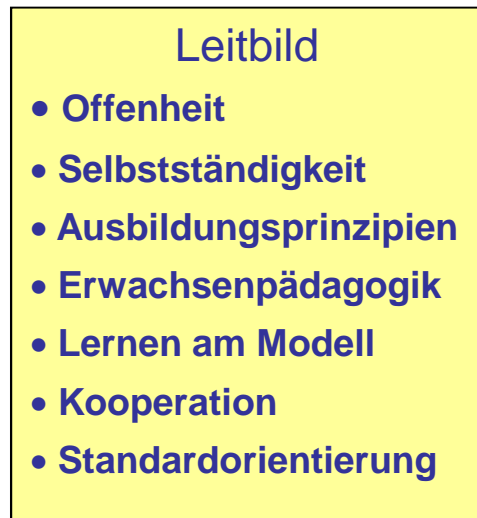 Leitbild
• Offenheit
• Selbstständigkeit
• Ausbildungsprinzipien
• Erwachsenpädagogik
• Lernen am Modell
• Kooperation
• Standardorientierung